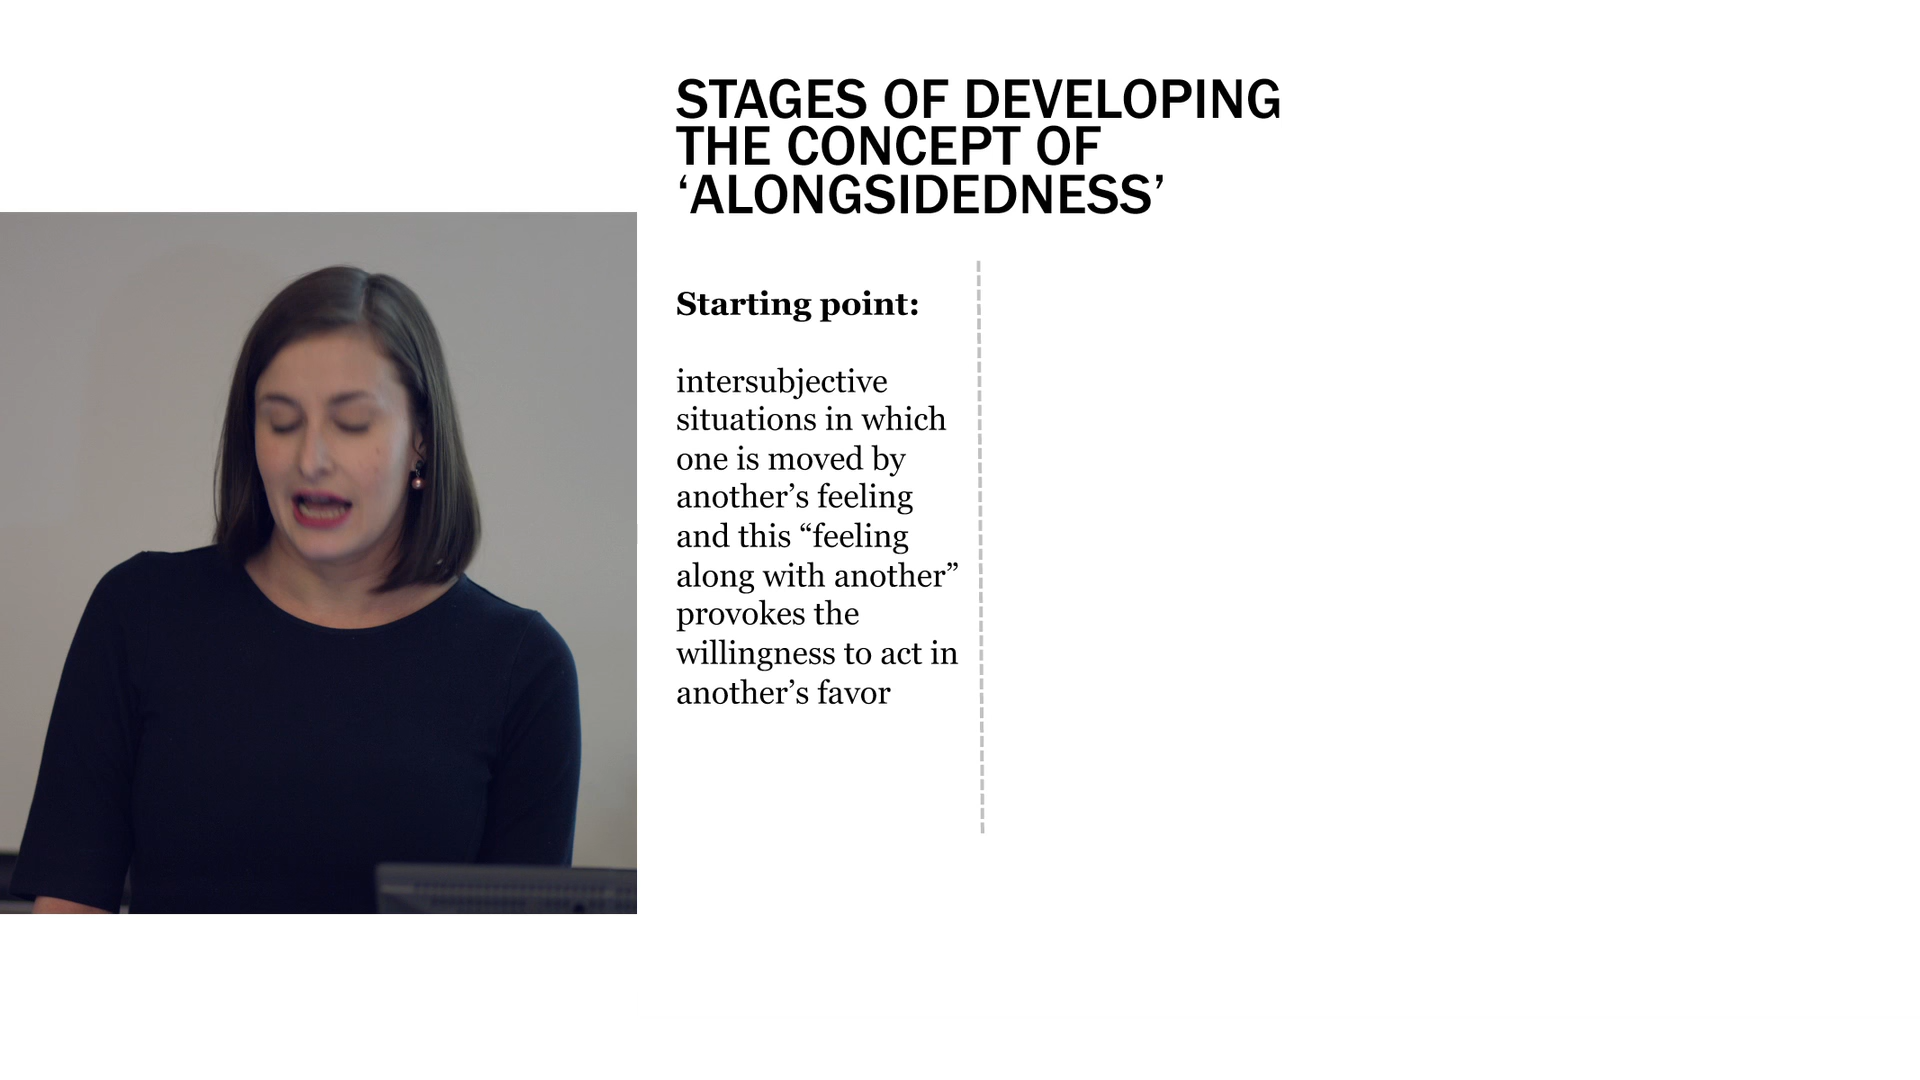 STAGES OF DEVELOPING
THE CONCEPT OF
‘ALONGSIDEDNESS’
Starting point:
intersubjective
situations in which
one is moved by
another’s feeling
and this “feeling
along with another”
provokes the
willingness to act in
another’s favor